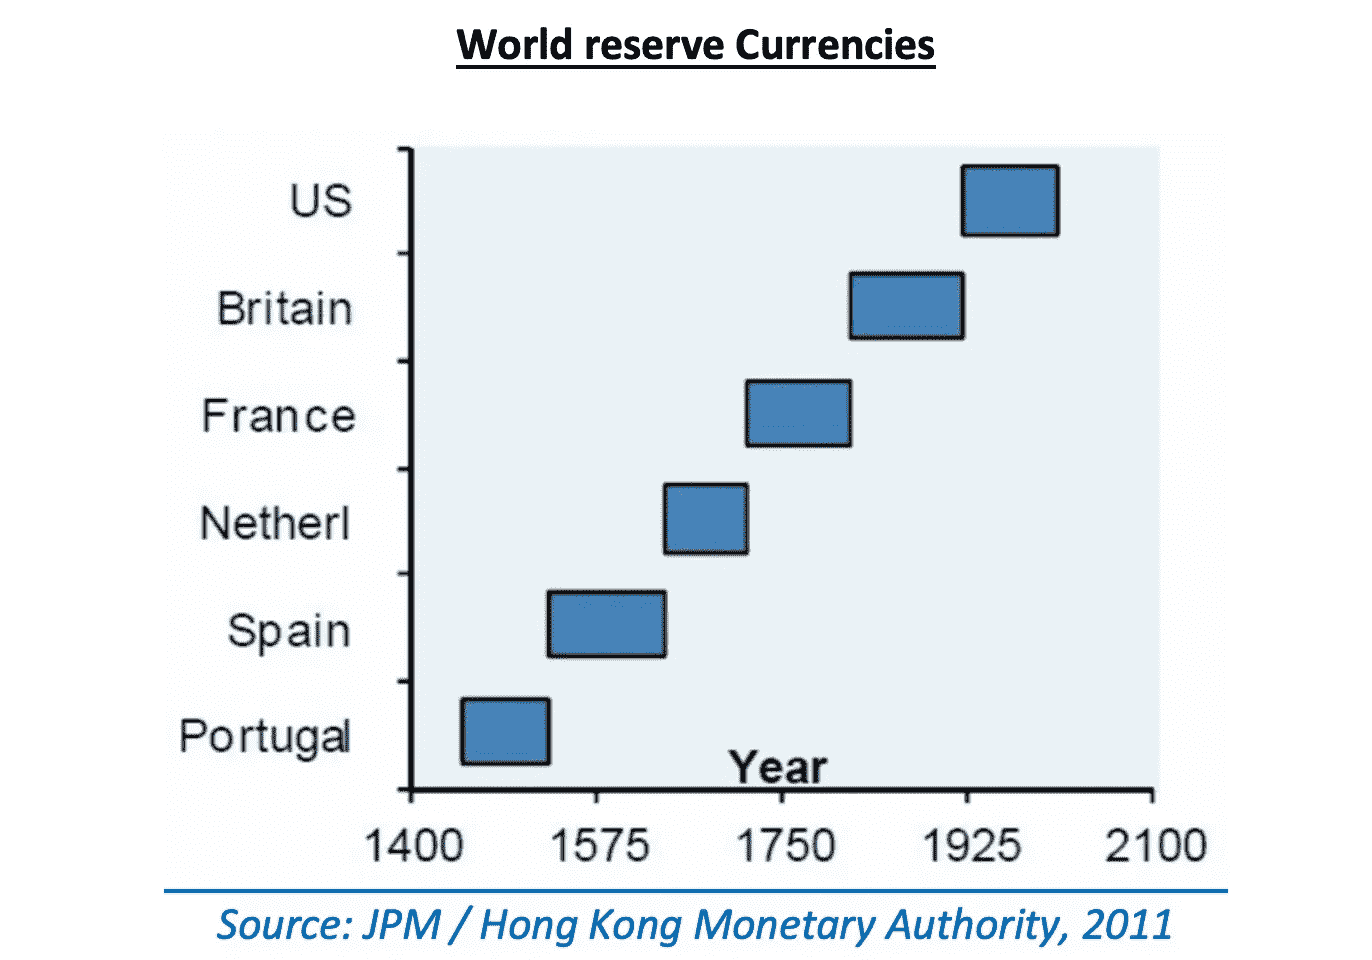 World reserve Currencies
US
Britain
France
Netherl
Spain
Portugal
Year
1400 1575 1750 1925 2100
Source: JPM / Hong Kong Monetary Authority, 2011